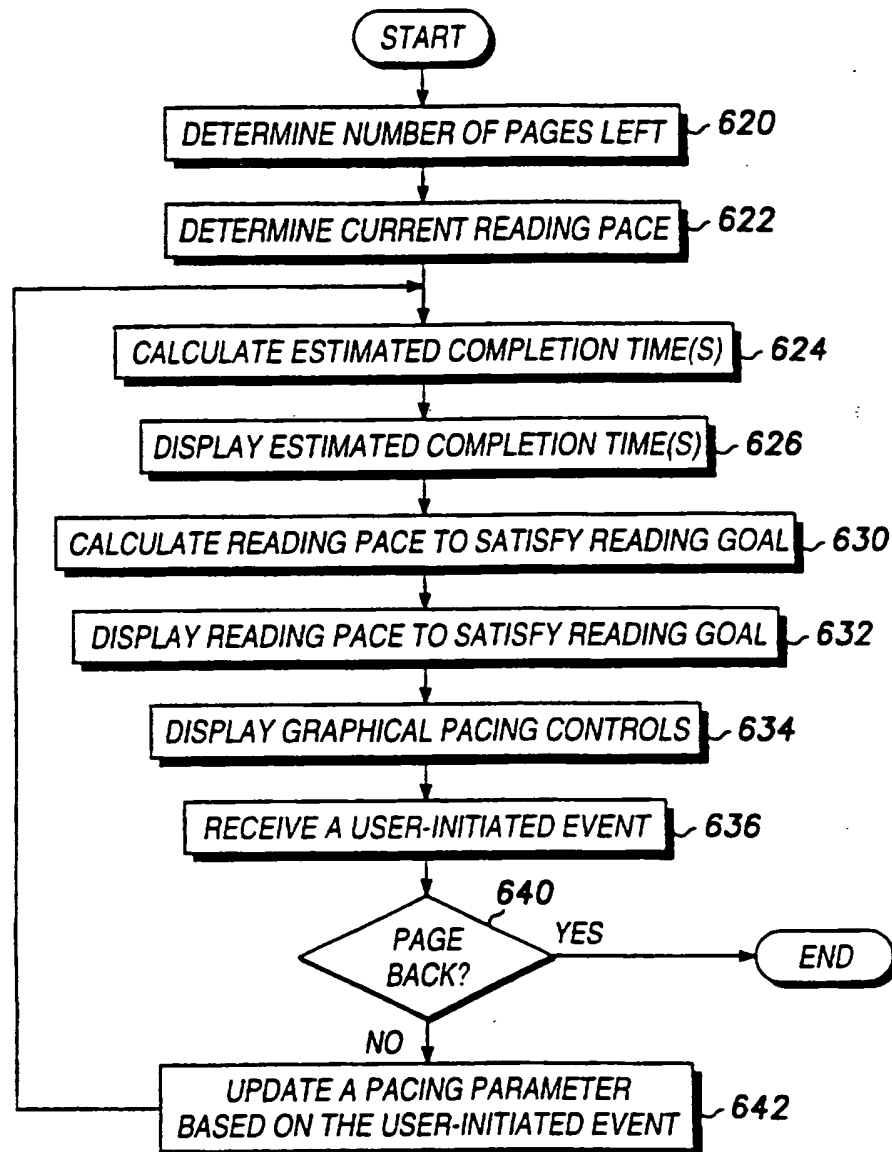 START
DETERMINE NUMBER OF PAGES LEFT 620
DETERMINE CURRENT READING PACE 622
CALCULATE ESTIMATED COMPLETION TIME(S) 624
DISPLAY ESTIMATED COMPLETION TIME(S) 626
CALCULATE READING PACE TO SATISFY READING GOAL 630
DISPLAY READING PACE TO SATISFY READING GOAL 632
DISPLAY GRAPHICAL PACING CONTROLS 634
RECEIVE A USER-INITIATED EVENT 636
640
PAGE
BACK?
YES
END
NO
UPDATE A PACING PARAMETER
BASED ON THE USER-INITIATED EVENT 642